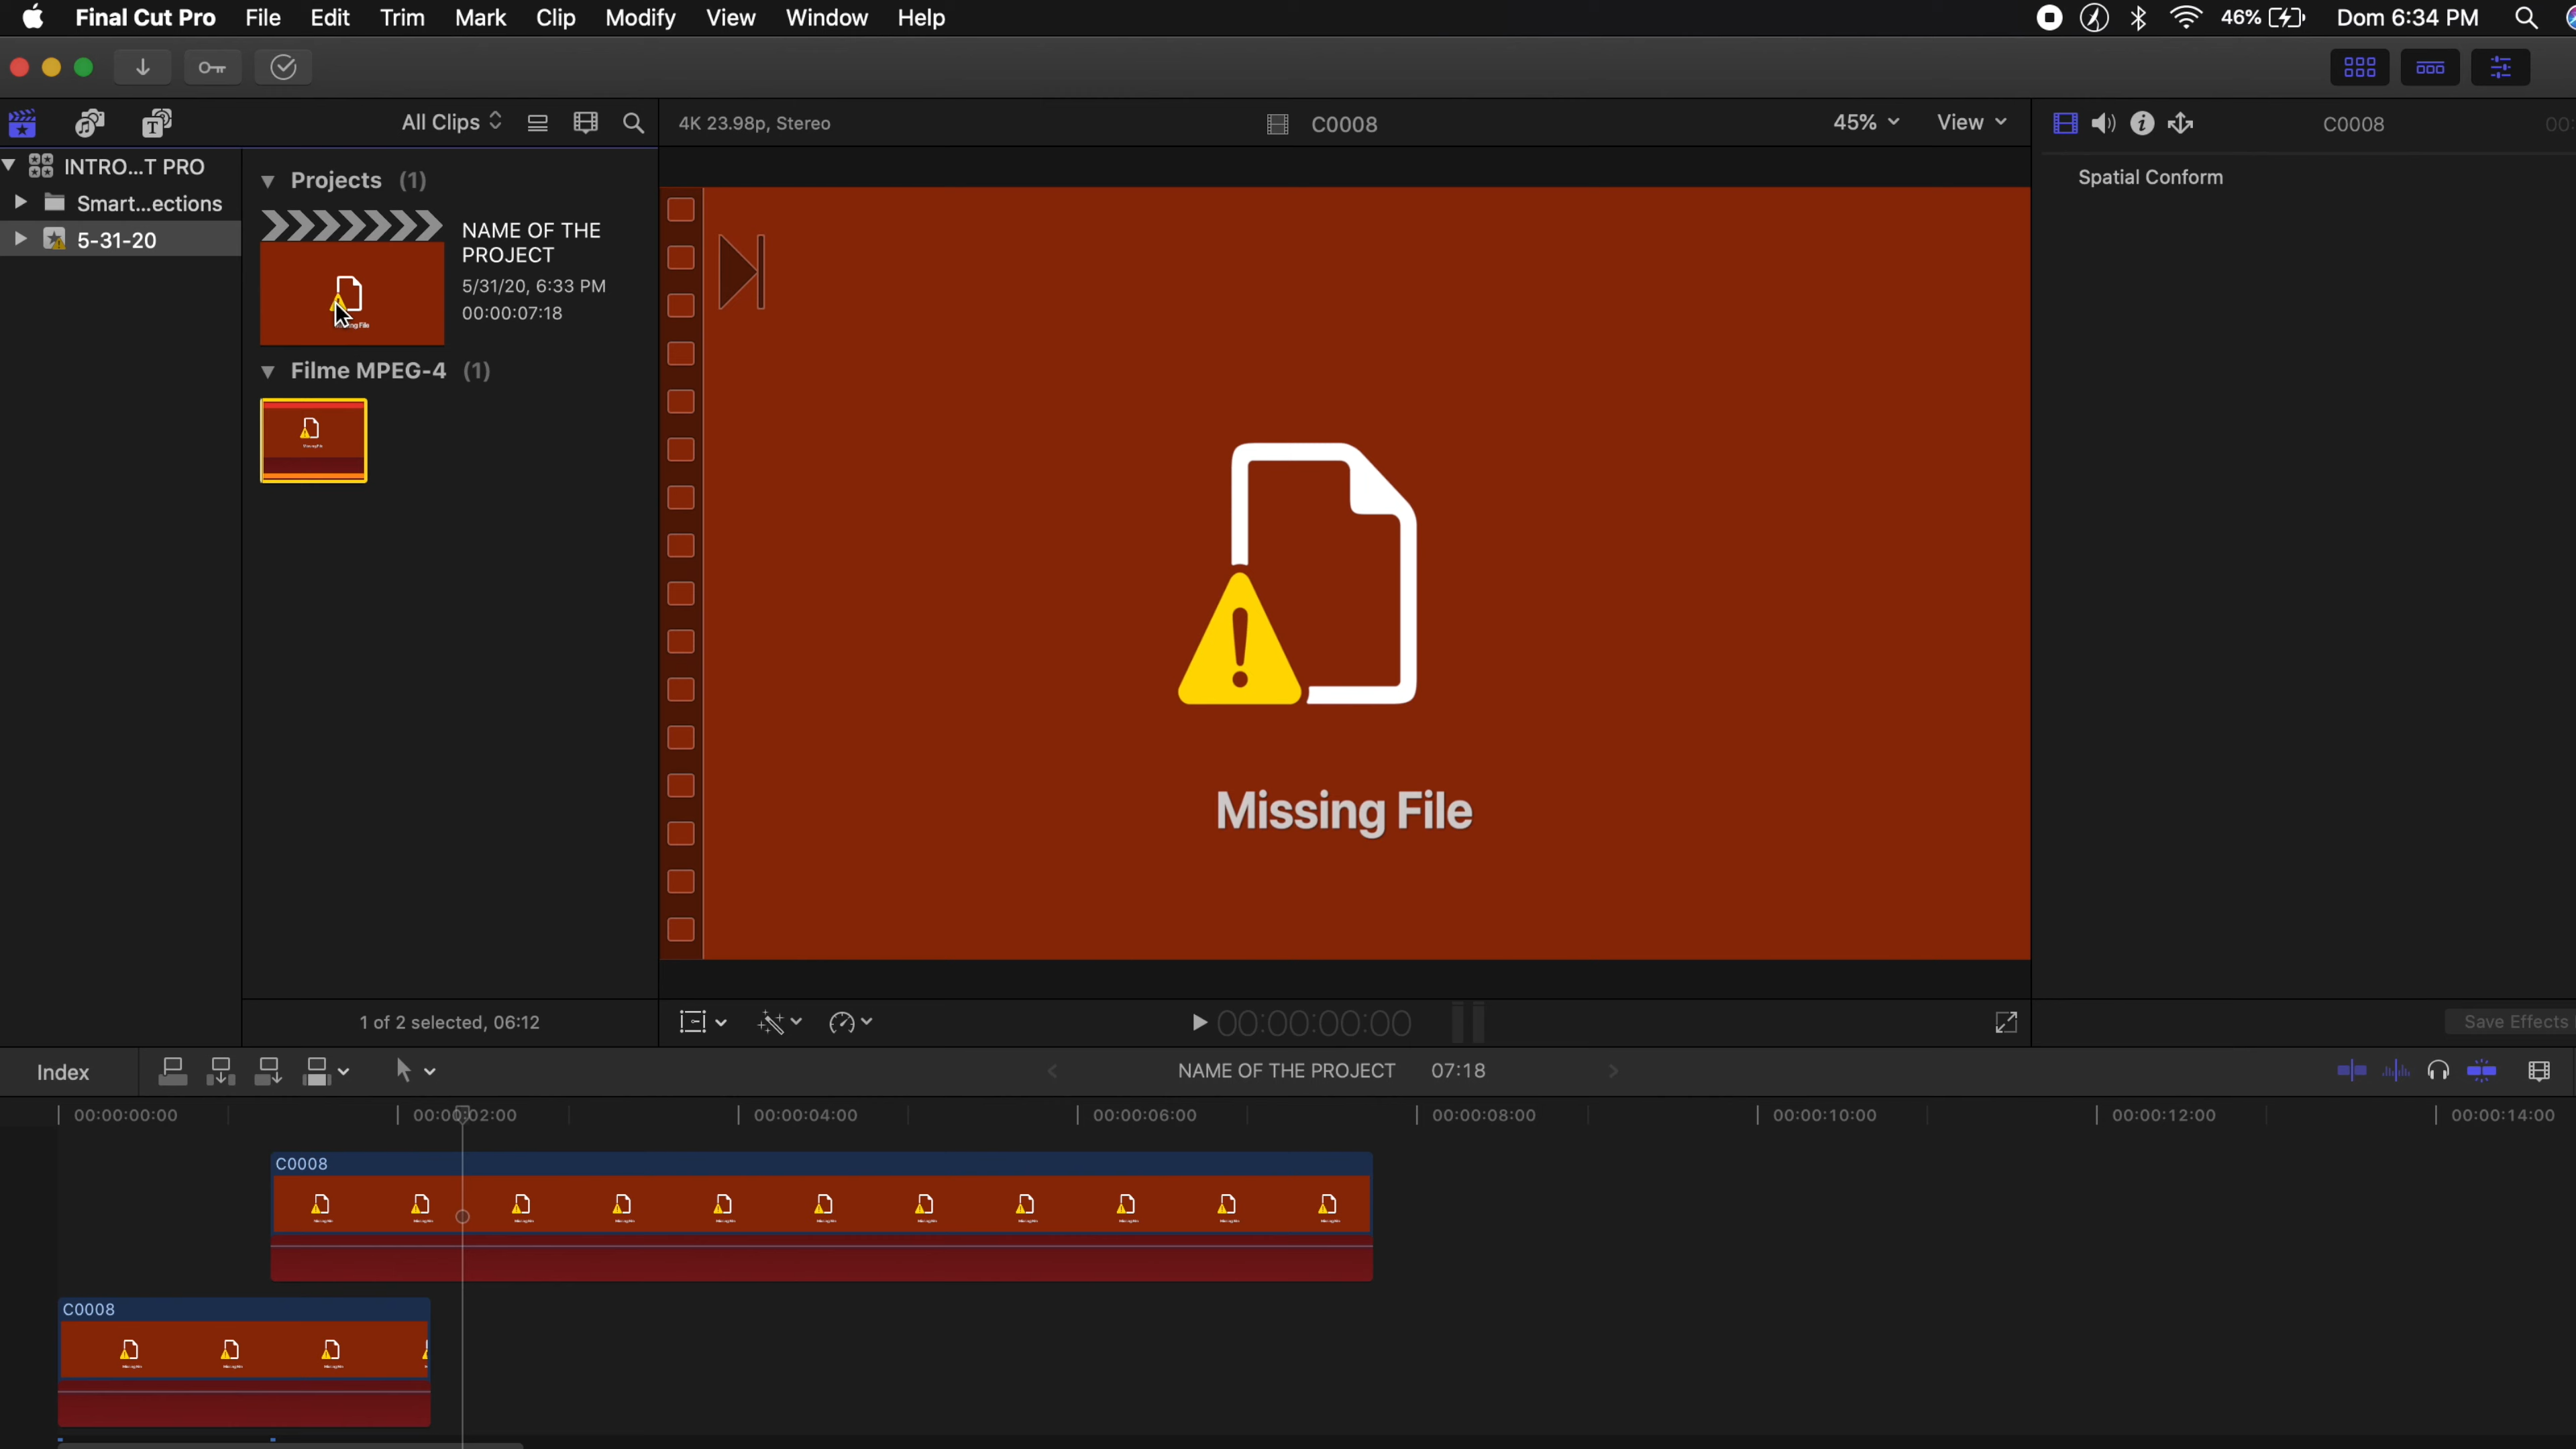 Final Cut Pro File Edit Trim Mark Clip Modify View Window Help 46% Dom 6:34 PM
All Clips 4K 23.98p, Stereo C0008 45% View C0008 00:
INTRO...T PRO
Smart...ections
5-31-20
Projects (1)
NAME OF THE
PROJECT
5/31/20, 6:33 PM
00:00:07:18
Filme MPEG-4 (1)
Missing File
Spatial Conform
Missing File
1 of 2 selected, 06:12
00:00:00:00
Save Effects
Index NAME OF THE PROJECT 07:18
00:00:00:00 00:00:02:00 00:00:04:00 00:00:06:00 00:00:08:00 00:00:10:00 00:00:12:00 00:00:14:00
C0008
C0008